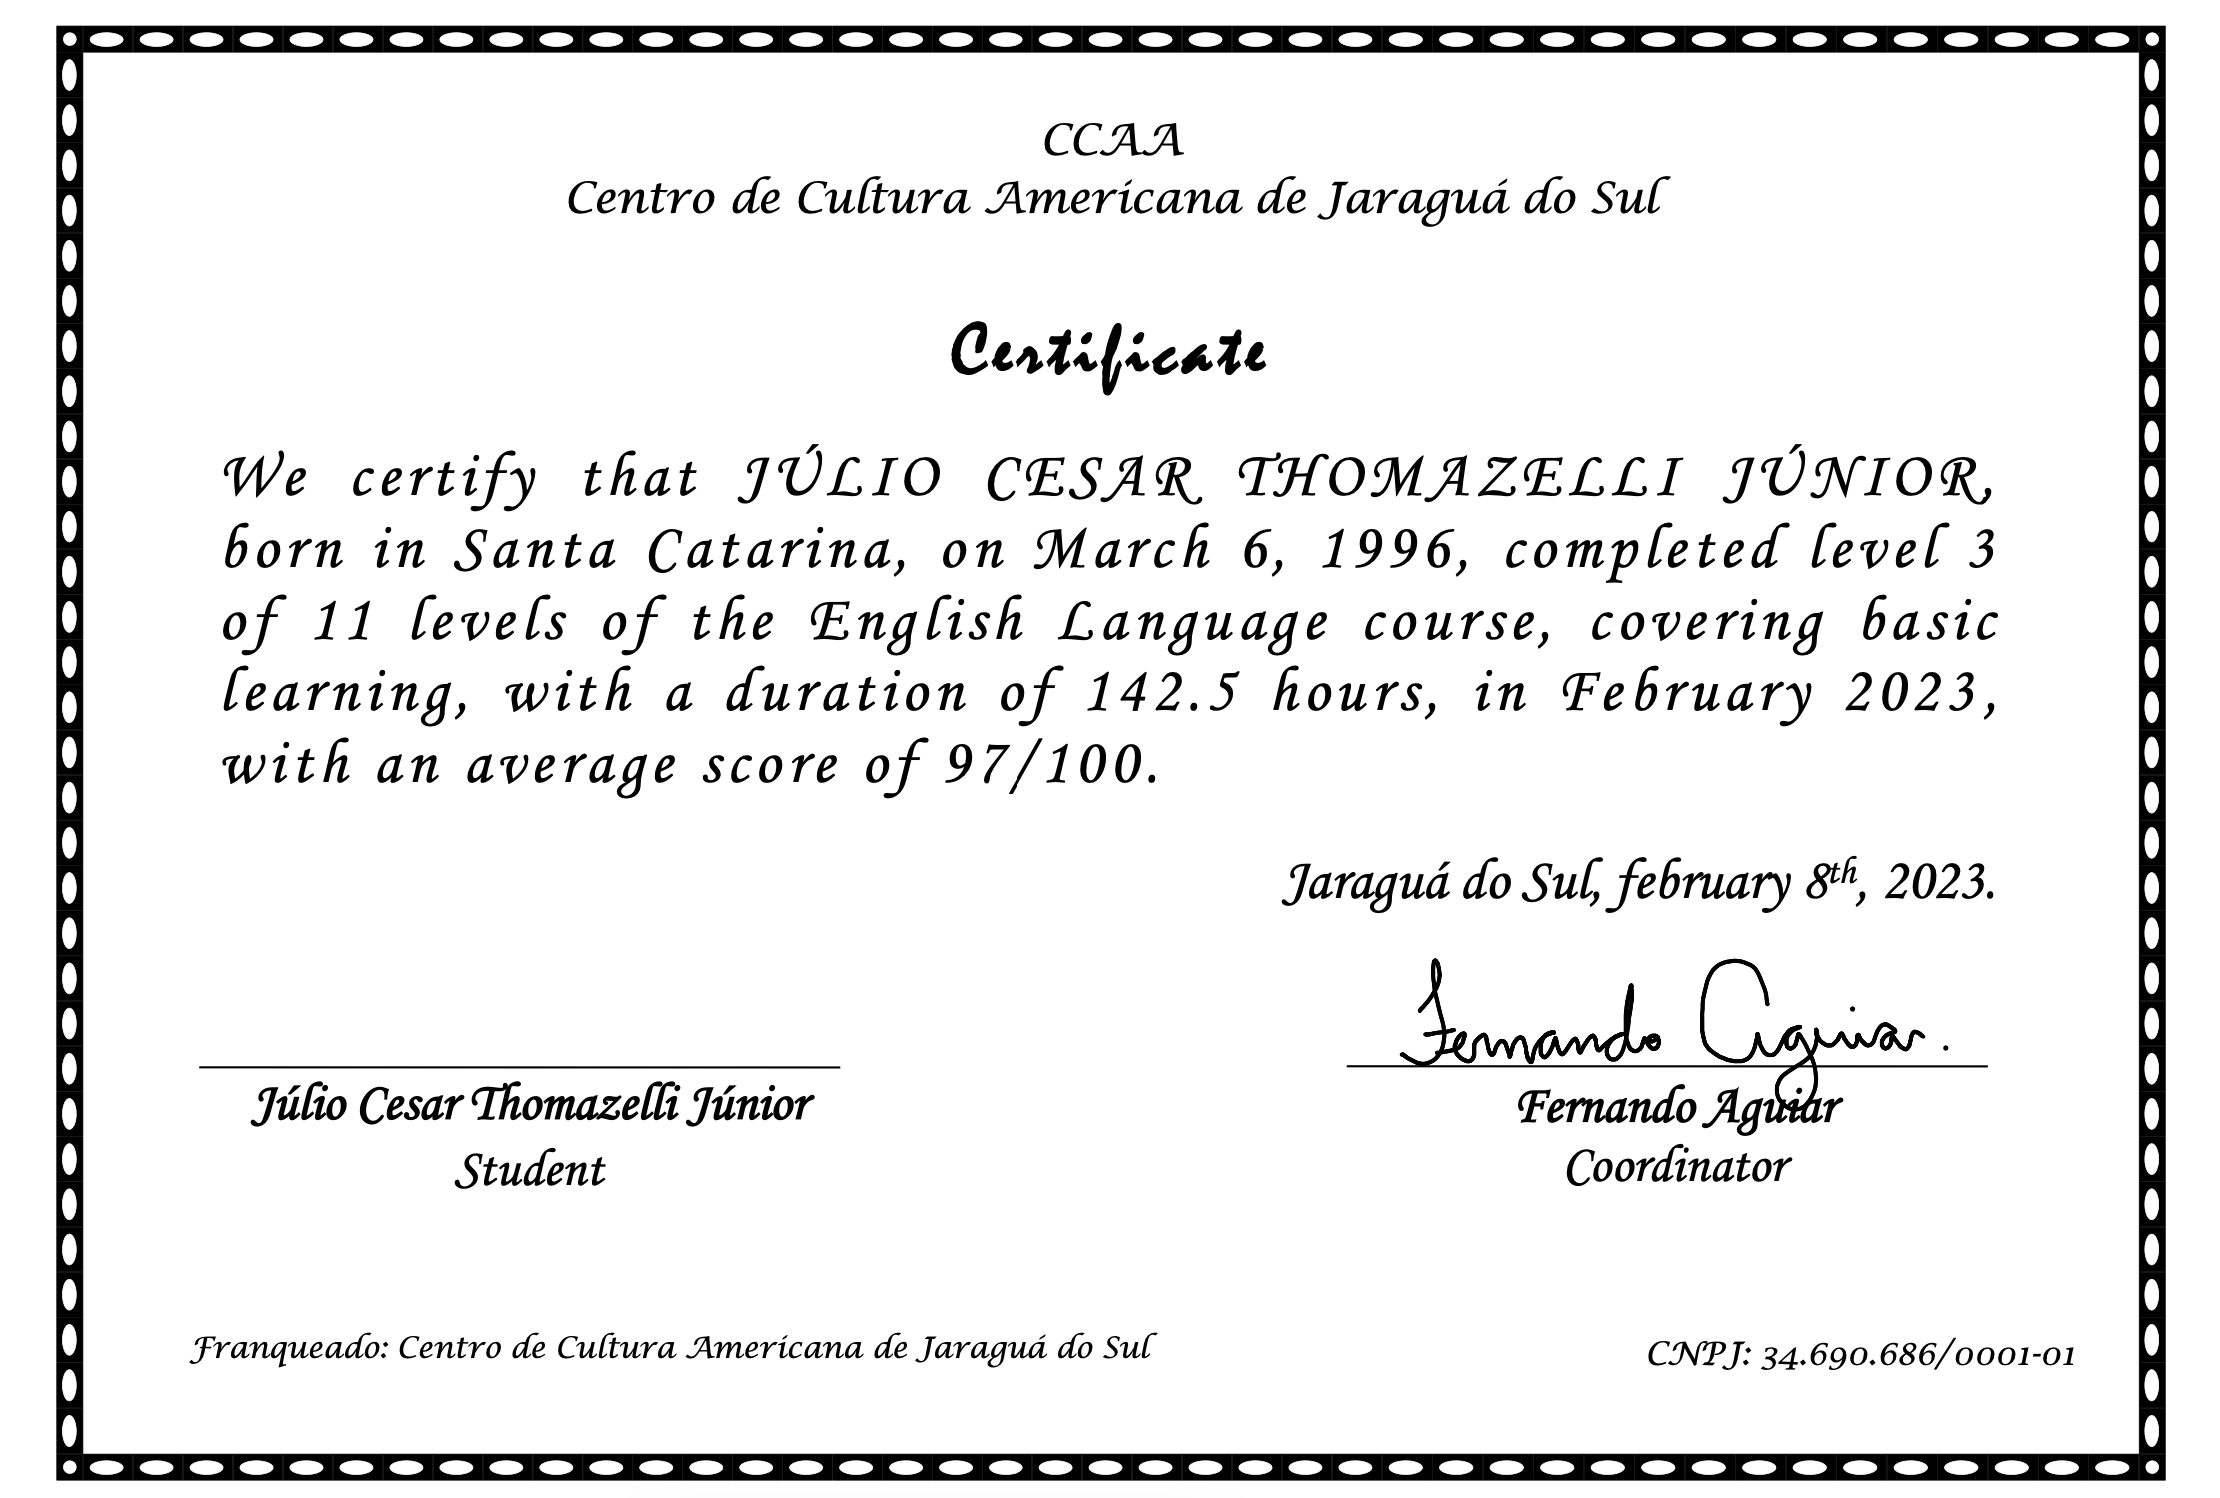 CCAA
Centro de Cultura Americana de Jaraguá do Sul
Certificate
We certify that JÚLIO CESAR THOMAZELLI JÚNIOR,
born in Santa Catarina, on March 6, 1996, completed level 3
of 11 levels of the English Language course, covering basic
learning, with a duration of 142.5 hours, in February 2023,
with an average score of 97/100.
Jaraguá do Sul, february 8th, 2023.
Fernando Aguiar.
Júlio Cesar Thomazelli Júnior
Student
Fernando Aguiar
Coordinator
Franqueado: Centro de Cultura Americana de Jaraguá do Sul
CNPJ: 34.690.686/0001-01